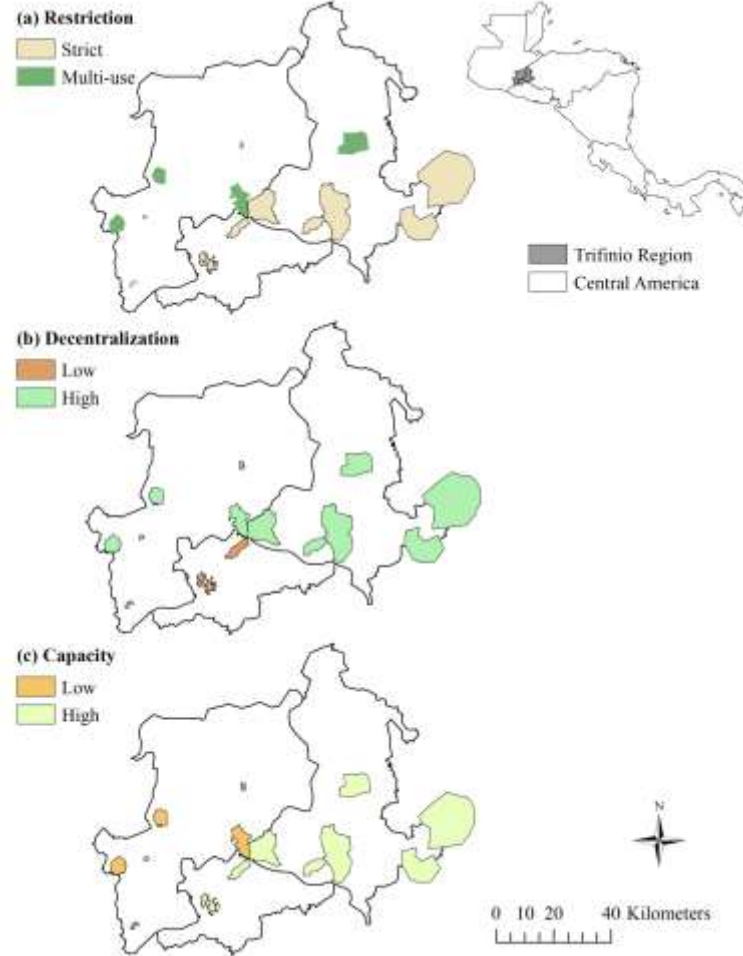 (a) Restriction
Strict
Multi-use
Trifinio Region
Central America
(b) Decentralization
Low
High
(c) Capacity
Low
High
N
0 10 20 40 Kilometers